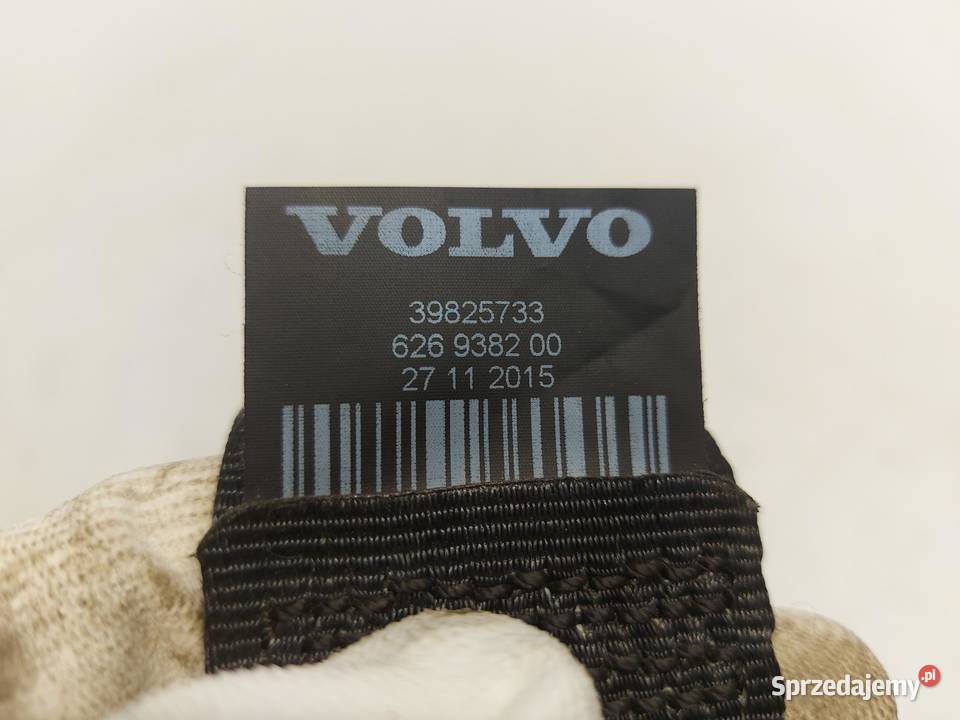 VOLVO
39825733
626 9382 00
27 11 2015
Sprzedajemy.pl